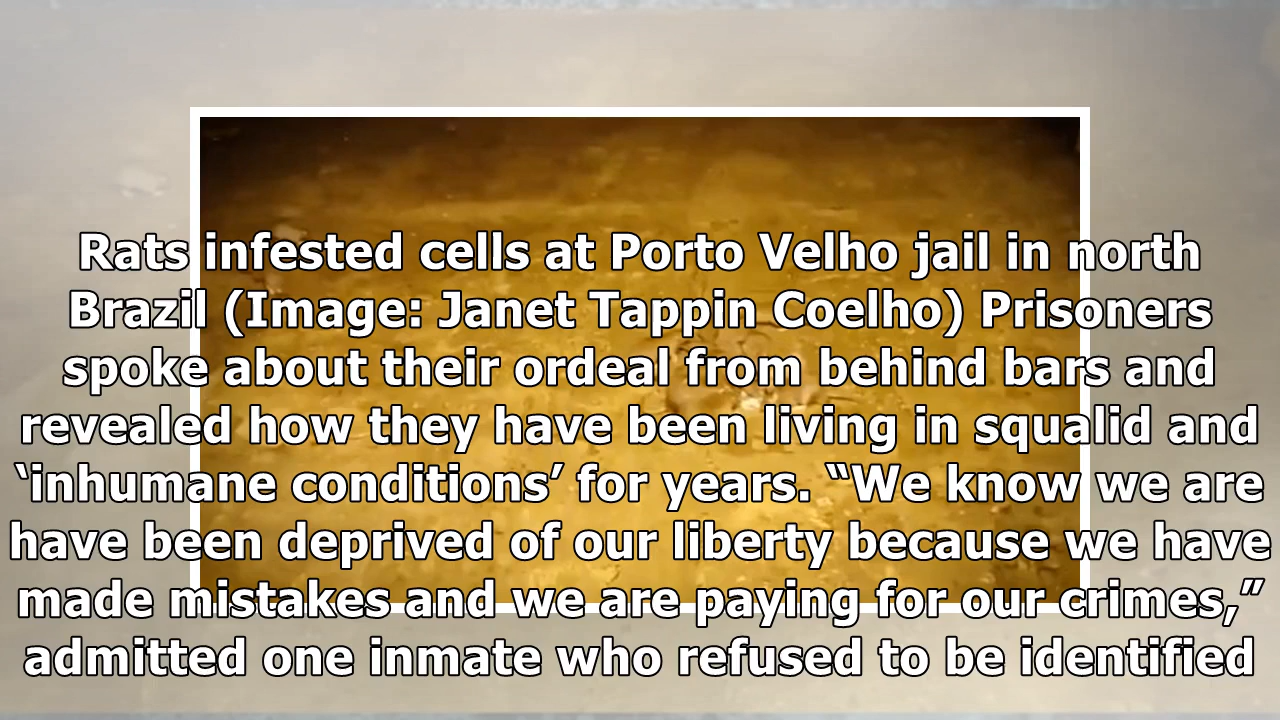 Rats infested cells at Porto Velho jail in north
Brazil (Image: Janet Tappin Coelho) Prisoners
spoke about their ordeal from behind bars and
revealed how they have been living in squalid and
‘inhumane conditions’ for years. “We know we are
have been deprived of our liberty because we have
made mistakes and we are paying for our crimes,”
admitted one inmate who refused to be identified